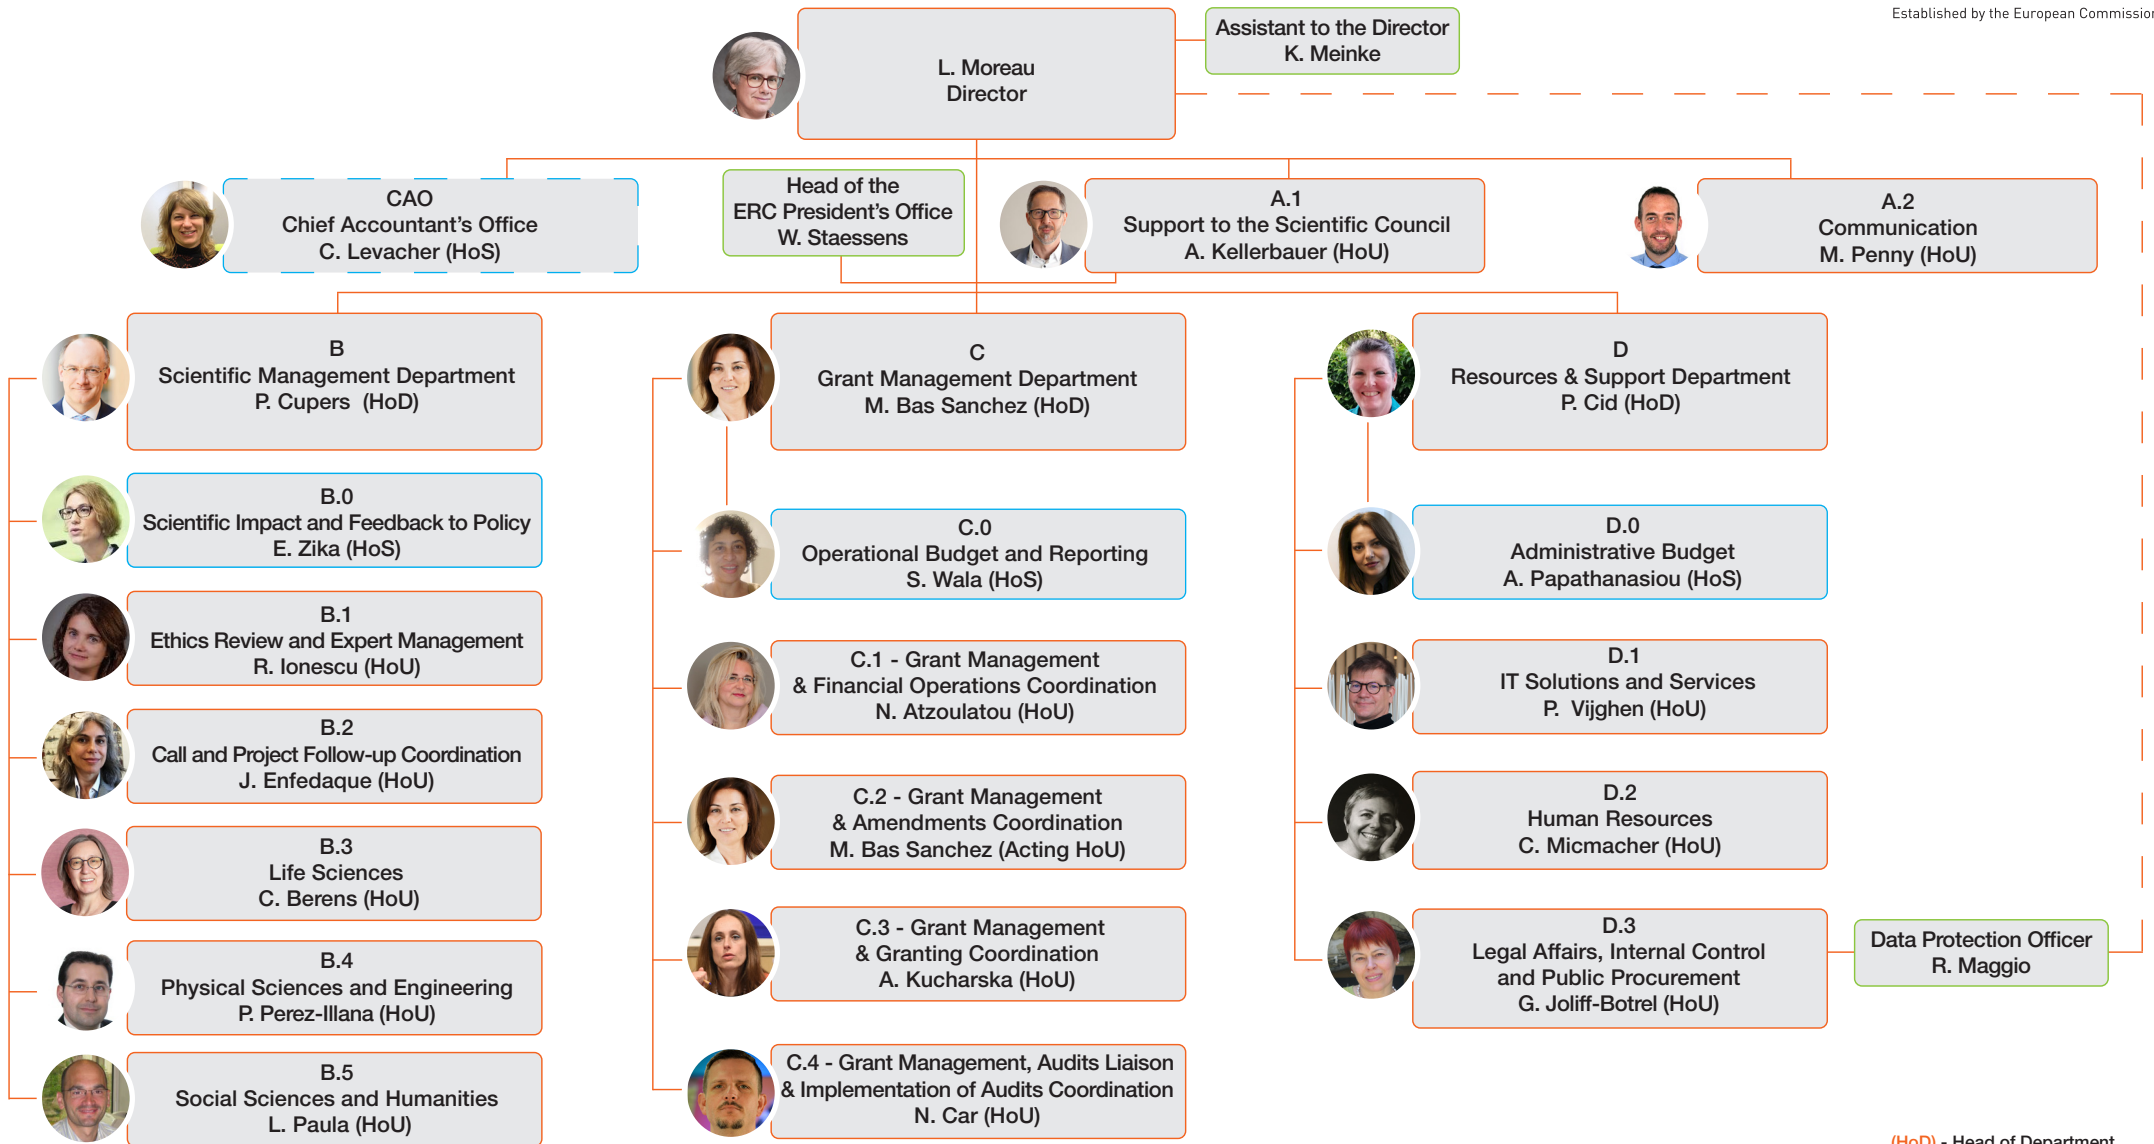 Established by the European Commission
L. Moreau
Director
Assistant to the Director
K. Meinke
CAO
Chief Accountant's Office
C. Levacher (HoS)
Head of the
ERC President's Office
W. Staessens
A.1
Support to the Scientific Council
A. Kellerbauer (HoU)
A.2
Communication
M. Penny (HoU)
B
Scientific Management Department
P. Cupers (HoD)
B.0
Scientific Impact and Feedback to Policy
E. Zika (HoS)
B.1
Ethics Review and Expert Management
R. Ionescu (HoU)
B.2
Call and Project Follow-up Coordination
J. Enfedaque (HoU)
B.3
Life Sciences
C. Berens (HoU)
B.4
Physical Sciences and Engineering
P. Perez-Illana (HoU)
B.5
Social Sciences and Humanities
L. Paula (HoU)
C
Grant Management Department
M. Bas Sanchez (HoD)
C.0
Operational Budget and Reporting
S. Wala (HoS)
C.1 - Grant Management
& Financial Operations Coordination
N. Atzoulatou (HoU)
C.2 - Grant Management
& Amendments Coordination
M. Bas Sanchez (Acting HoU)
C.3 - Grant Management
& Granting Coordination
A. Kucharska (HoU)
C.4 - Grant Management, Audits Liaison
& Implementation of Audits Coordination
N. Car (HoU)
D
Resources & Support Department
P. Cid (HoD)
D.0
Administrative Budget
A. Papathanasiou (HoS)
D.1
IT Solutions and Services
P. Vijghen (HoU)
D.2
Human Resources
C. Micmacher (HoU)
D.3
Legal Affairs, Internal Control
and Public Procurement
G. Joliff-Botrel (HoU)
Data Protection Officer
R. Maggio
(HoD) - Head of Department